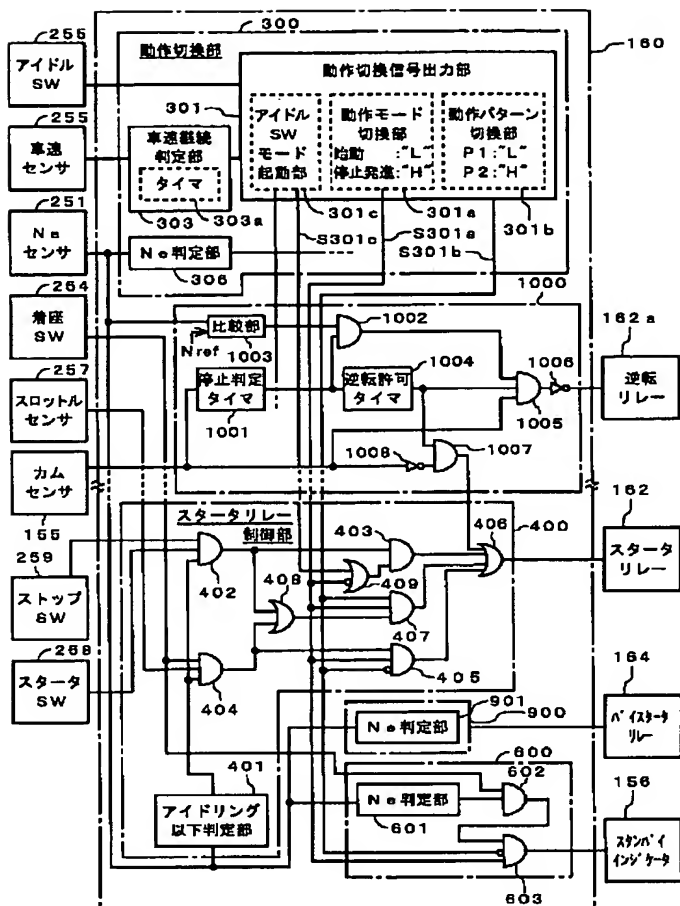 300
160
255
動作切換部
アイドル
SW
動作切換信号出力部
255
301
車速
センサ
車速継続
判定部
タイマ
303
303a
アイドル
SW
モード
起動部
動作モード
切換部
始動 :"L"
停止発進:"H"
動作パターン
切換部
P1:"L"
P2:"H"
251
301c
301a
301b
S301c
S301a
S301b
Ne
センサ
Ne判定部
306
1000
254
着座
SW
比較部
Nref
1003
1002
1004
162a
257
停止判定
タイマ
1001
逆転許可
タイマ
1006
逆転
リレー
1005
スロットル
センサ
1008
1007
カム
センサ
155
スタータリレー
制御部
403
406
400
162
259
402
408
409
スタータ
リレー
ストップ
SW
407
258
404
405
164
スタータ
SW
901
900
Ne判定部
バイスタータ
リレー
600
401
602
156
アイドリング
以下判定部
Ne判定部
601
スタンバイ
インジケータ
603